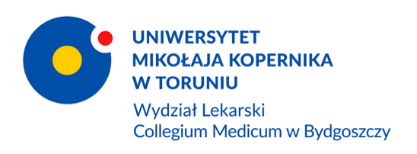 UNIWERSYTET
MIKOŁAJA KOPERNIKA
W TORUNIU
Wydział Lekarski
Collegium Medicum w Bydgoszczy